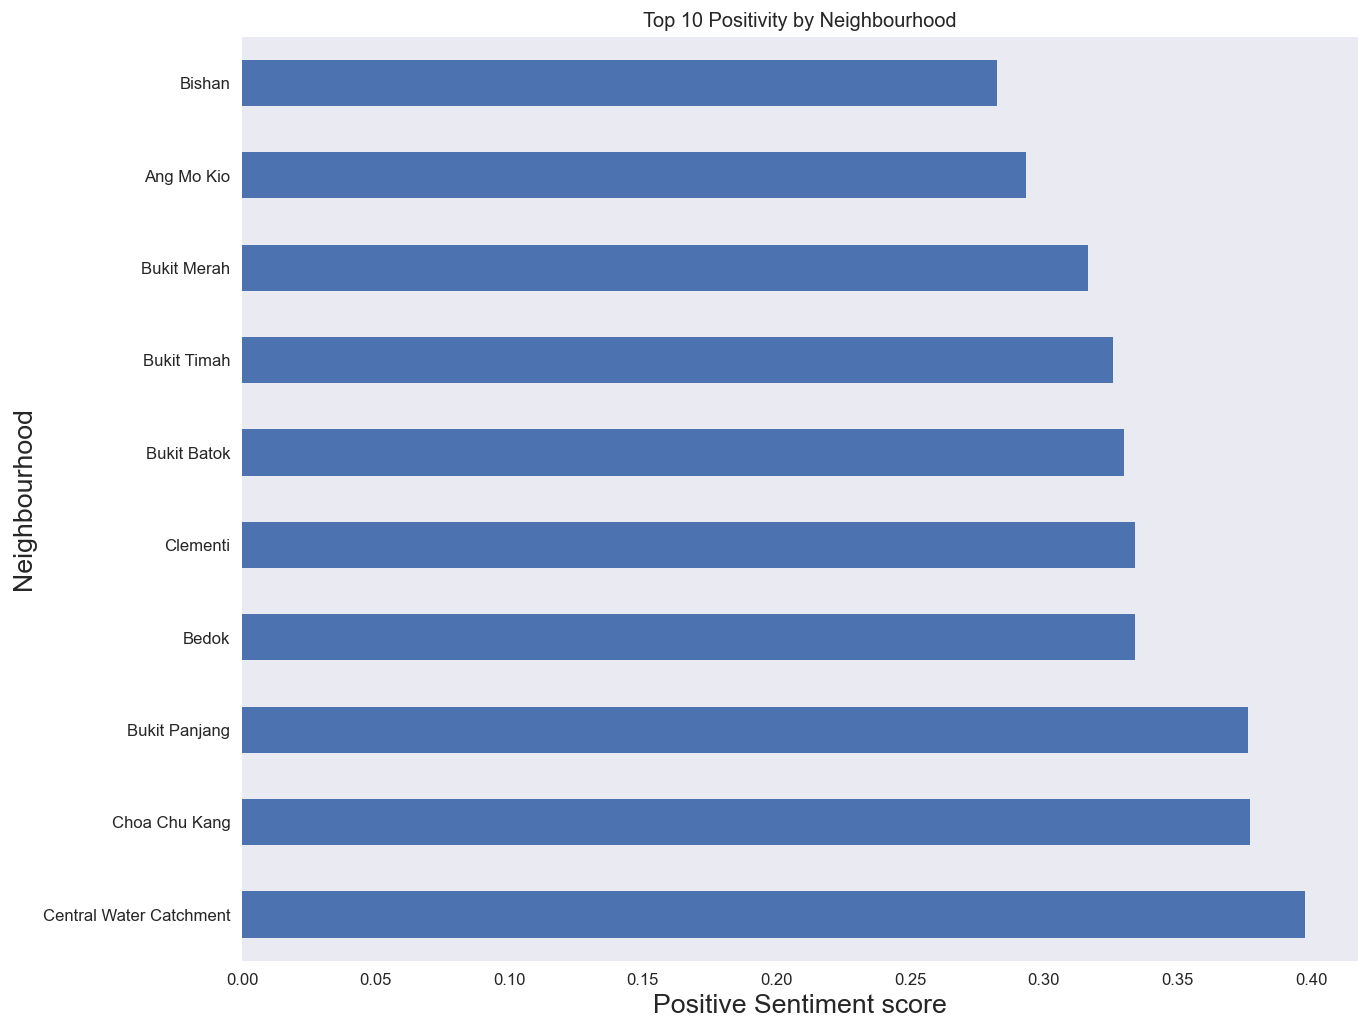 Top 10 Positivity by Neighbourhood
Neighbourhood
Bishan
Ang Mo Kio
Bukit Merah
Bukit Timah
Bukit Batok
Clementi
Bedok
Bukit Panjang
Choa Chu Kang
Central Water Catchment
0.00 0.05 0.10 0.15 0.20 0.25 0.30 0.35 0.40
Positive Sentiment score